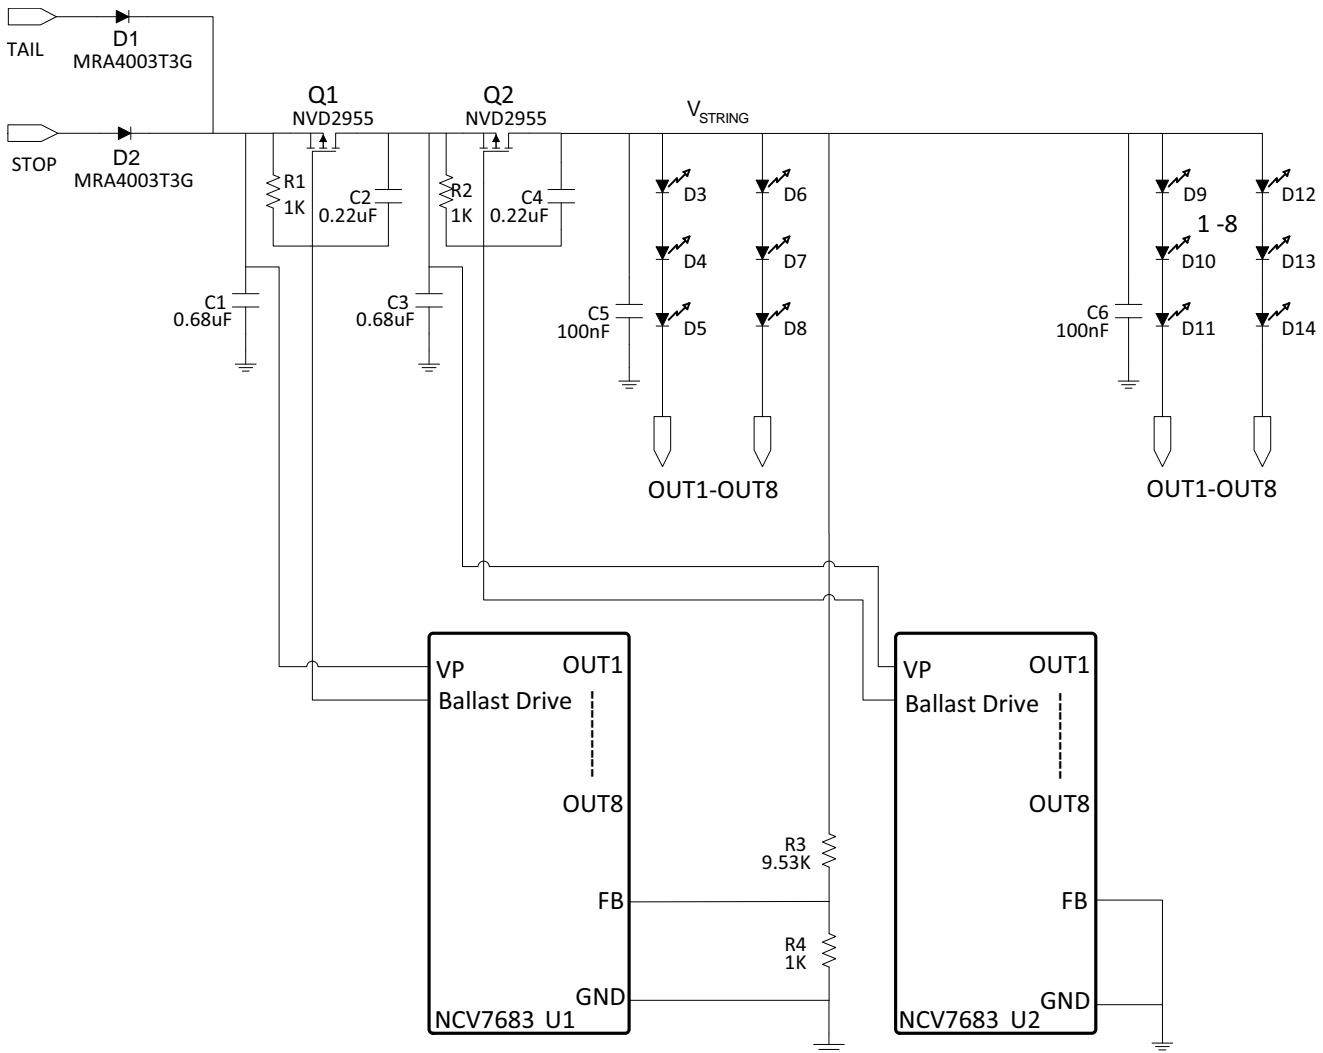 TAIL
D1
MRA4003T3G
STOP
D2
MRA4003T3G
Q1
NVD2955
Q2
NVD2955
VSTRING
R1
1K
C2
0.22uF
R2
1K
C4
0.22uF
C1
0.68uF
C3
0.68uF
C5
100nF
D3
D4
D5
D6
D7
D8
OUT1-OUT8
C6
100nF
D9
1 -8
D10
D11
D12
D13
D14
OUT1-OUT8
VP
OUT1
Ballast Drive
OUT8
FB
GND
NCV7683 U1
R3
9.53K
R4
1K
VP
OUT1
Ballast Drive
OUT8
FB
GND
NCV7683 U2